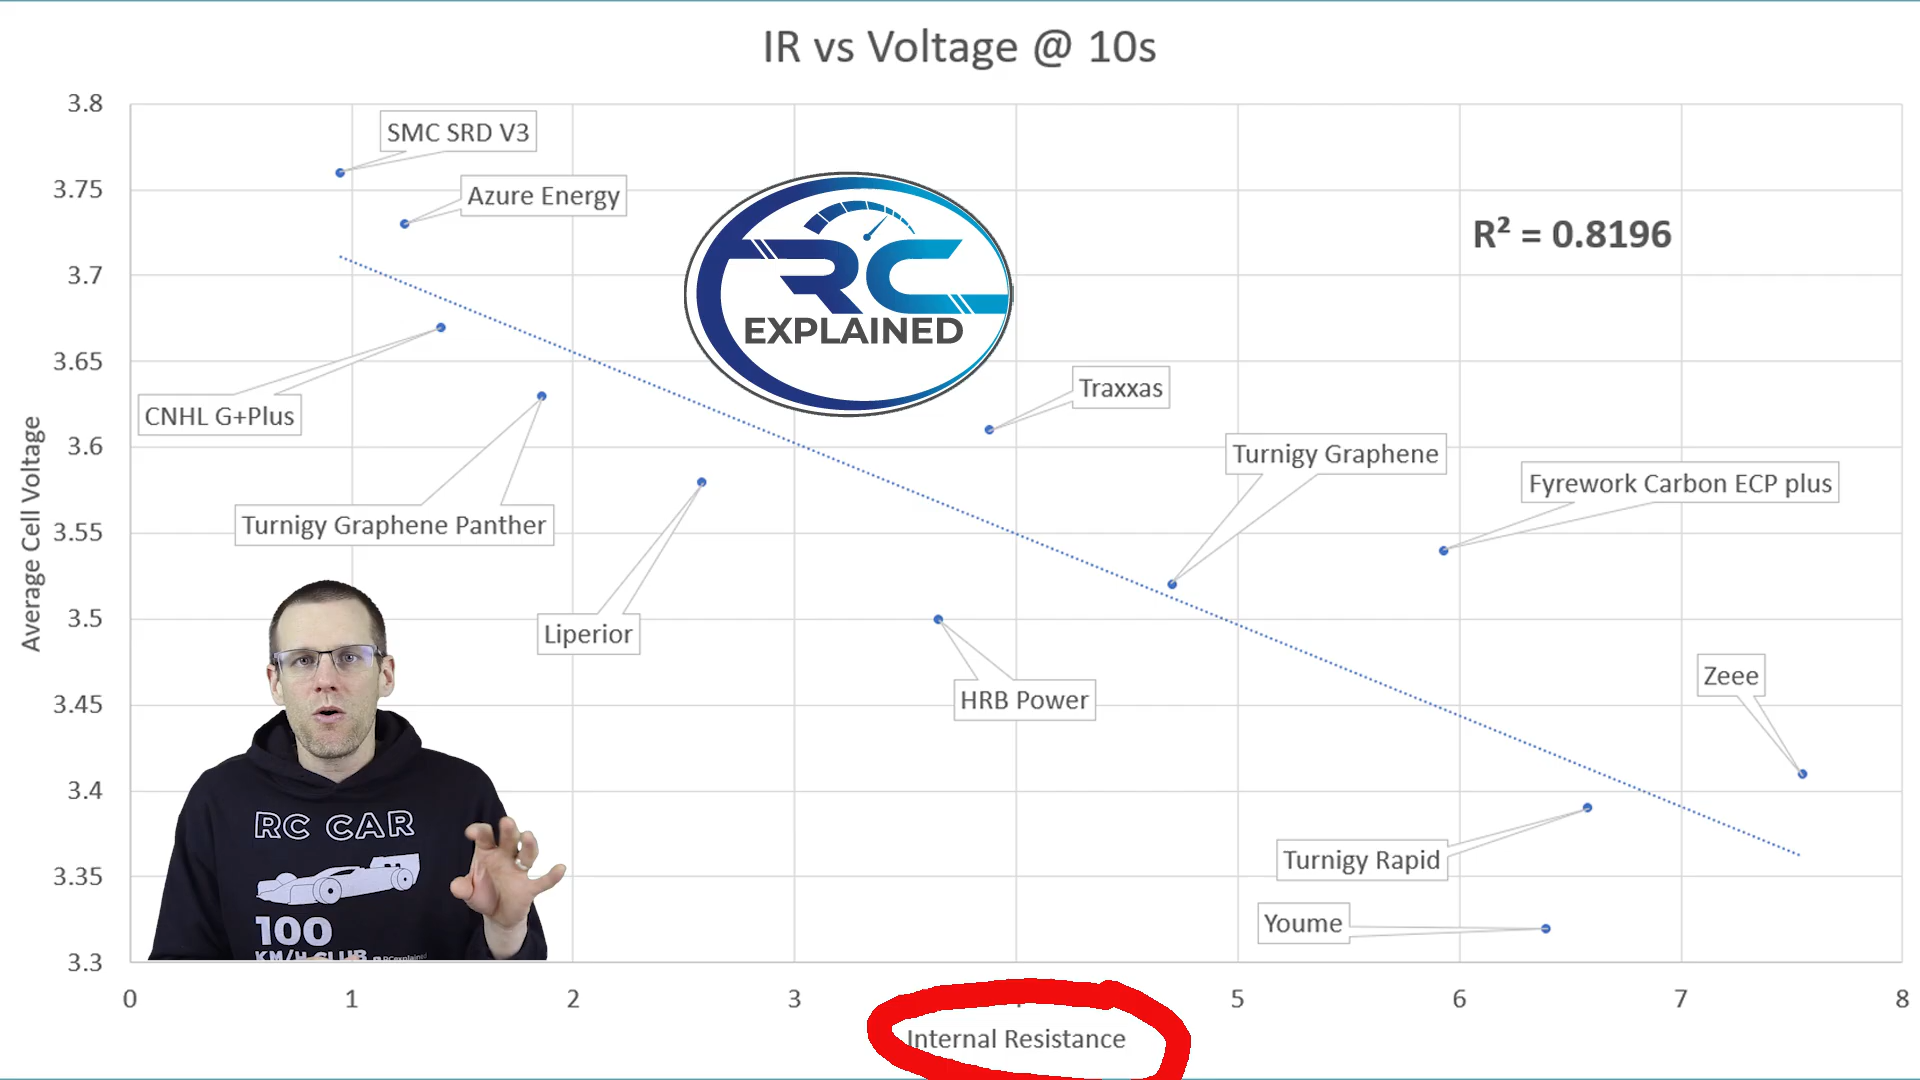 IR vs Voltage @ 10s
3.8
3.75
3.7
3.65
3.6
3.55
3.5
3.45
3.4
3.35
3.3
Average Cell Voltage
SMC SRD V3
Azure Energy
R² = 0.8196
RC
EXPLAINED
CNHL G+Plus
Traxxas
Turnigy Graphene
Fyrework Carbon ECP plus
Turnigy Graphene Panther
Liperior
HRB Power
Zeee
Turnigy Rapid
Youme
RC CAR
100
KM/H CLUB
0 1 2 3 5 6 7 8
Internal Resistance